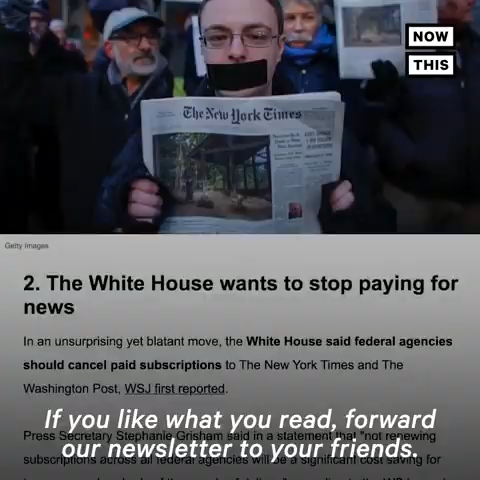 NOW
THIS
The New York Times
Getty Images
2. The White House wants to stop paying for
news
In an unsurprising yet blatant move, the White House said federal agencies
should cancel paid subscriptions to The New York Times and The
Washington Post, WSJ first reported.
If you like what you read, forward
our newsletter to your friends.
Press Secretary Stephanie Grisham said in a statement that "not renewing
subscriptions across all federal agencies will be a significant cost saving for